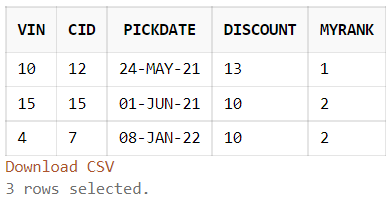 VIN CID PICKDATE DISCOUNT MYRANK
10 12 24-MAY-21 13 1
15 15 01-JUN-21 10 2
4 7 08-JAN-22 10 2
Download CSV
3 rows selected.